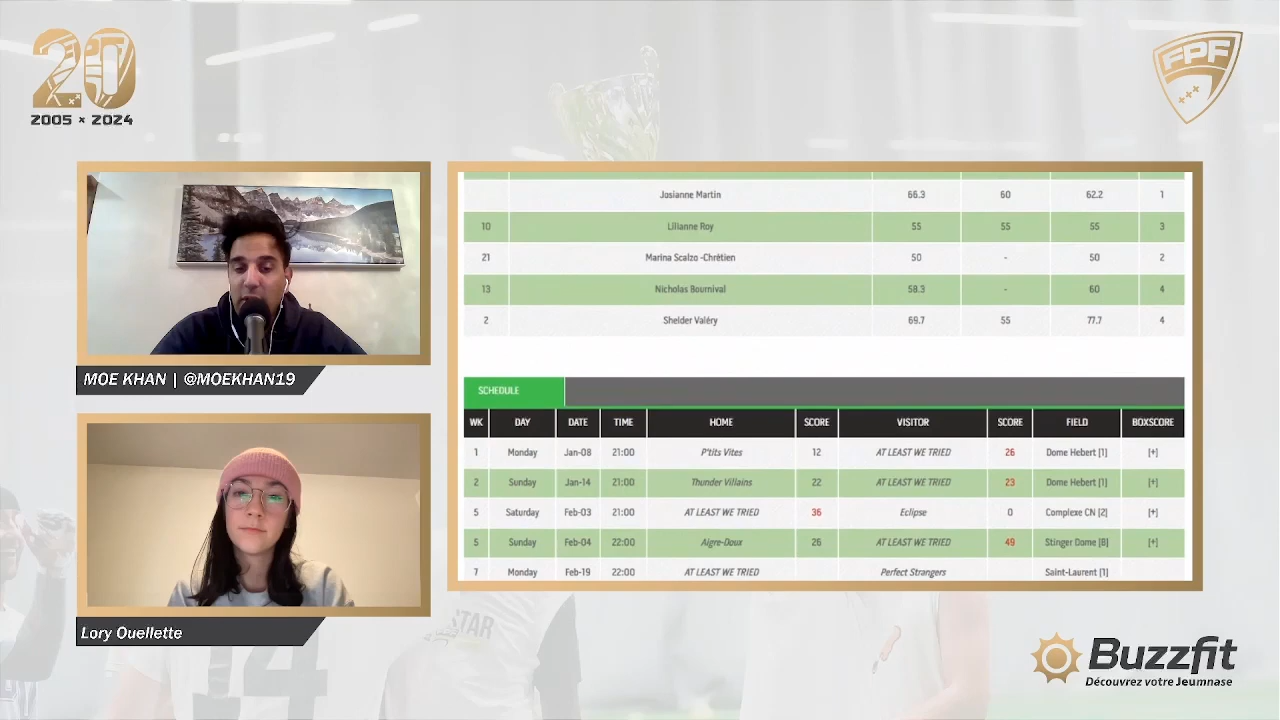 20
2005 × 2024
FPF
MOE KHAN | @MOEKHAN19
Lory Ouellette
Josianne Martin 66.3 60 62.2 1
10 Lilianne Roy 55 55 55 3
21 Marina Scalzo -Chrétien 50 - 50 2
13 Nicholas Bournival 58.3 - 60 4
2 Shelder Valéry 69.7 55 77.7 4
SCHEDULE
WK DAY DATE TIME HOME SCORE VISITOR SCORE FIELD BOXSCORE
1 Monday Jan-08 21:00 P'tits Vites 12 AT LEAST WE TRIED 26 Dome Hebert [1] [+]
2 Sunday Jan-14 21:00 Thunder Villains 22 AT LEAST WE TRIED 23 Dome Hebert [1] [+]
5 Saturday Feb-03 21:00 AT LEAST WE TRIED 36 Eclipse 0 Complexe CN [2] [+]
5 Sunday Feb-04 22:00 Aigre-Doux 26 AT LEAST WE TRIED 49 Stinger Dome [8] [+]
7 Monday Feb-19 22:00 AT LEAST WE TRIED Perfect Strangers Saint-Laurent [1]
STAR
14
Buzzfit
Découvrez votre Jeumnase